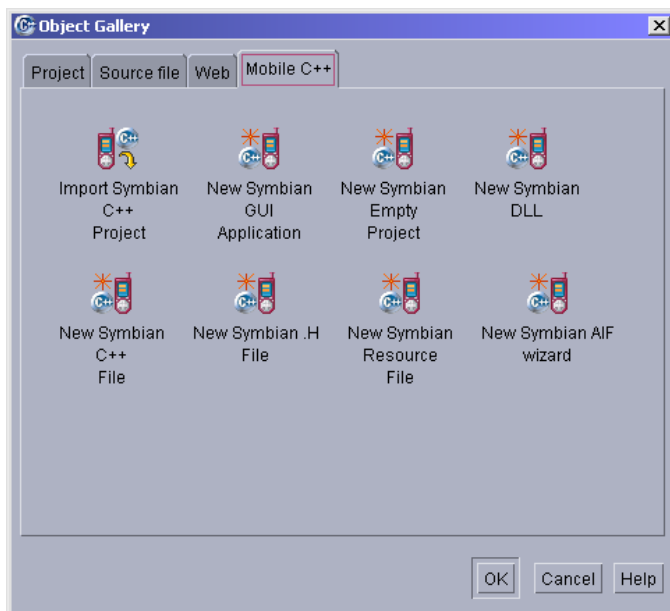 Object Gallery
Project Source file Web Mobile C++
Import Symbian
C++
Project
New Symbian
GUI
Application
New Symbian
Empty
Project
New Symbian
DLL
New Symbian
C++
File
New Symbian .H
File
New Symbian
Resource
File
New Symbian AIF
wizard
OK Cancel Help